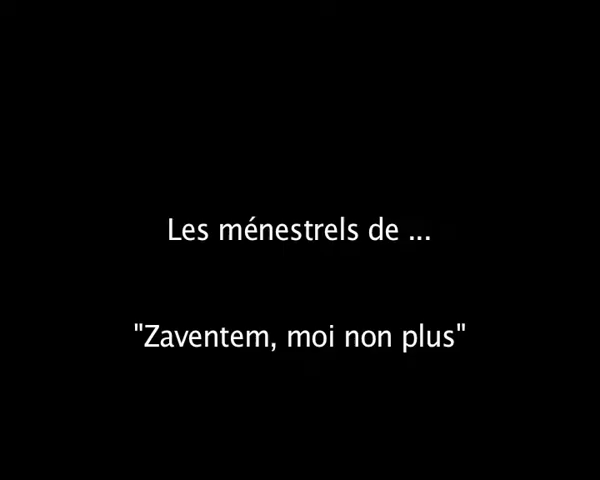 Les ménestrels de ...
"Zaventem, moi non plus"